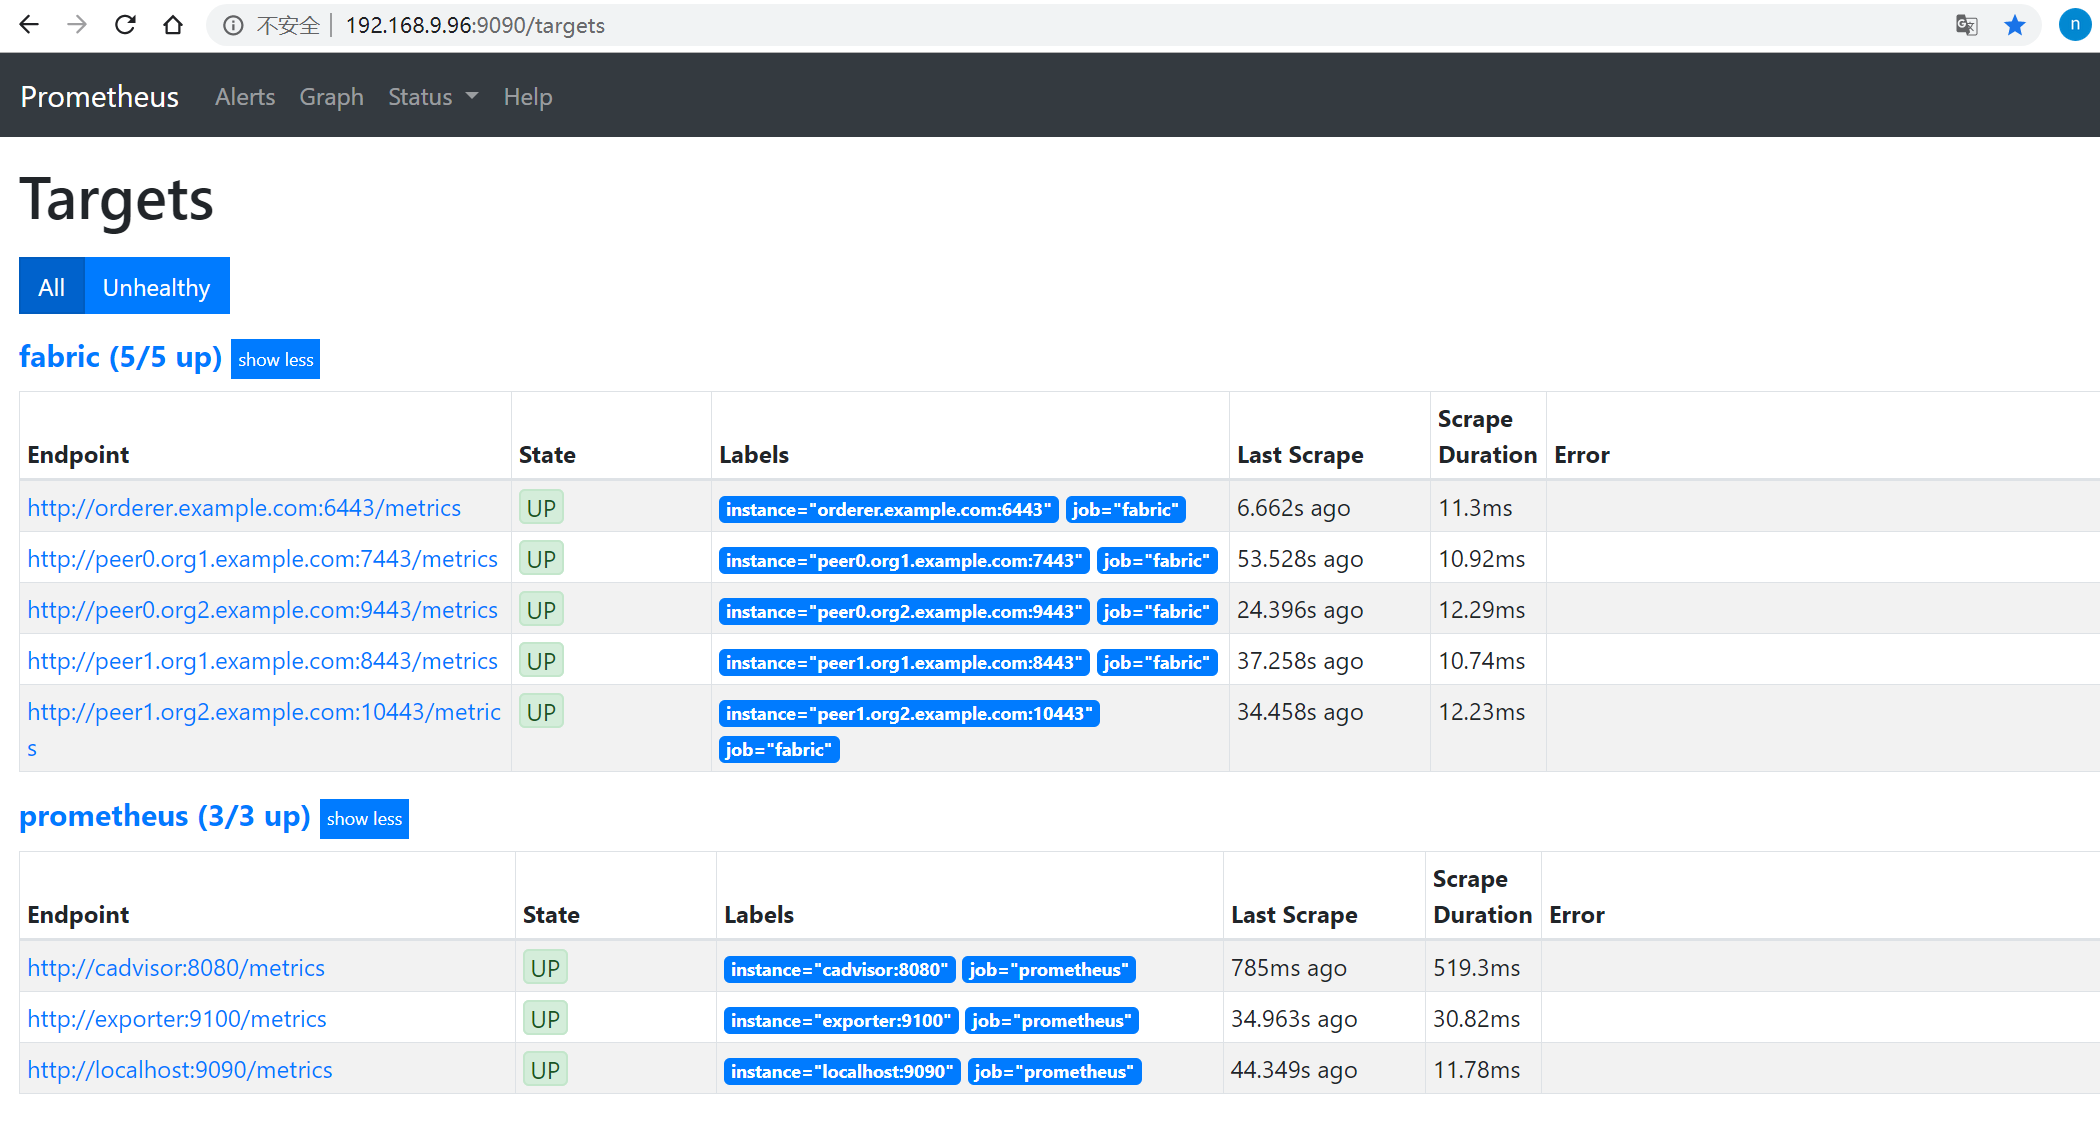 不安全 192.168.9.96:9090/targets n
Prometheus Alerts Graph Status Help
Targets
All Unhealthy
fabric (5/5 up) show less
Endpoint State Labels Last Scrape Scrape Duration Error
http://orderer.example.com:6443/metrics UP instance="orderer.example.com:6443" job="fabric" 6.662s ago 11.3ms
http://peer0.org1.example.com:7443/metrics UP instance="peer0.org1.example.com:7443" job="fabric" 53.528s ago 10.92ms
http://peer0.org2.example.com:9443/metrics UP instance="peer0.org2.example.com:9443" job="fabric" 24.396s ago 12.29ms
http://peer1.org1.example.com:8443/metrics UP instance="peer1.org1.example.com:8443" job="fabric" 37.258s ago 10.74ms
http://peer1.org2.example.com:10443/metric UP instance="peer1.org2.example.com:10443" 34.458s ago 12.23ms
s job="fabric"
prometheus (3/3 up) show less
Endpoint State Labels Last Scrape Scrape Duration Error
http://cadvisor:8080/metrics UP instance="cadvisor:8080" job="prometheus" 785ms ago 519.3ms
http://exporter:9100/metrics UP instance="exporter:9100" job="prometheus" 34.963s ago 30.82ms
http://localhost:9090/metrics UP instance="localhost:9090" job="prometheus" 44.349s ago 11.78ms